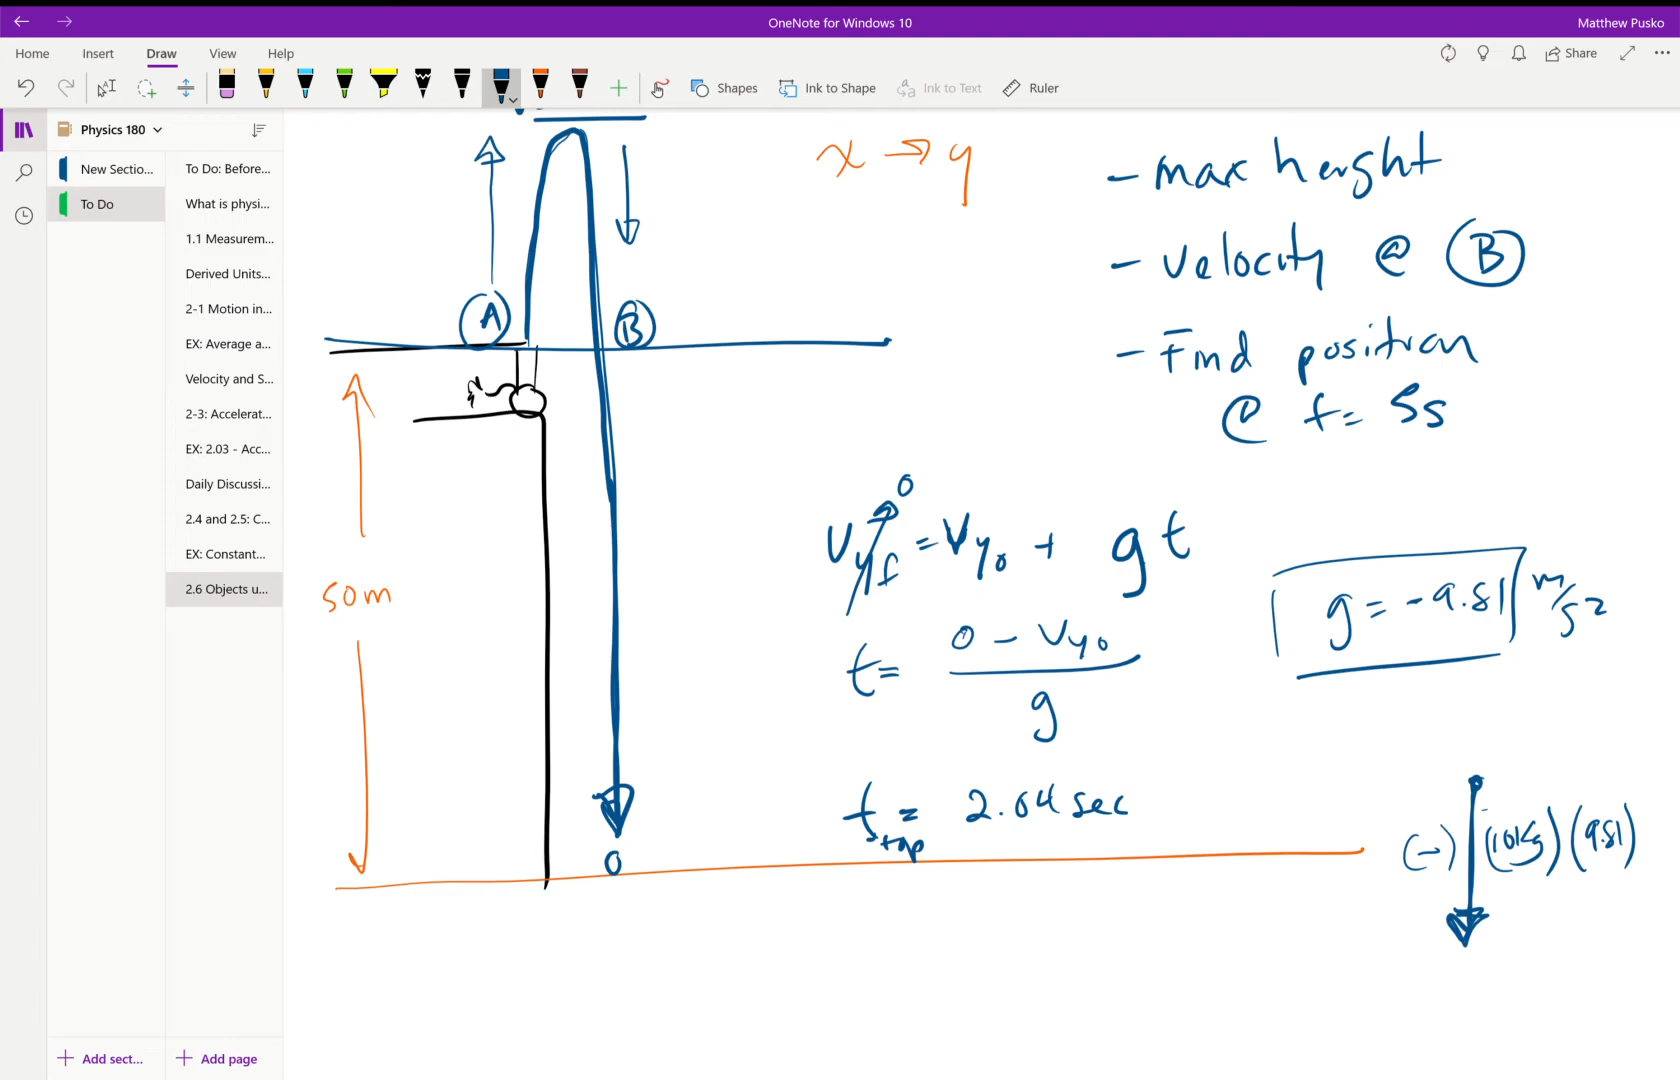 OneNote for Windows 10
Matthew Pusko
Home Insert Draw View Help
Share
Shapes Ink to Shape Ink to Text Ruler
Physics 180
New Sectio...
To Do
To Do: Before...
What is physi...
1.1 Measurem...
Derived Units...
2-1 Motion in...
EX: Average a...
Velocity and S...
2-3: Accelerat...
EX: 2.03 - Acc...
Daily Discussi...
2.4 and 2.5: C...
EX: Constant...
2.6 Objects u...
Add sect...
Add page
x → y
A
B
50m
0
- max height
- velocity @ B
- Find position
@ t = 5s
Vyf = Vy0 + gt
0
t = 0 - Vy0
g
g = -9.81 m/s2
ttop = 2.04 sec
(-) (10kg)(9.81)